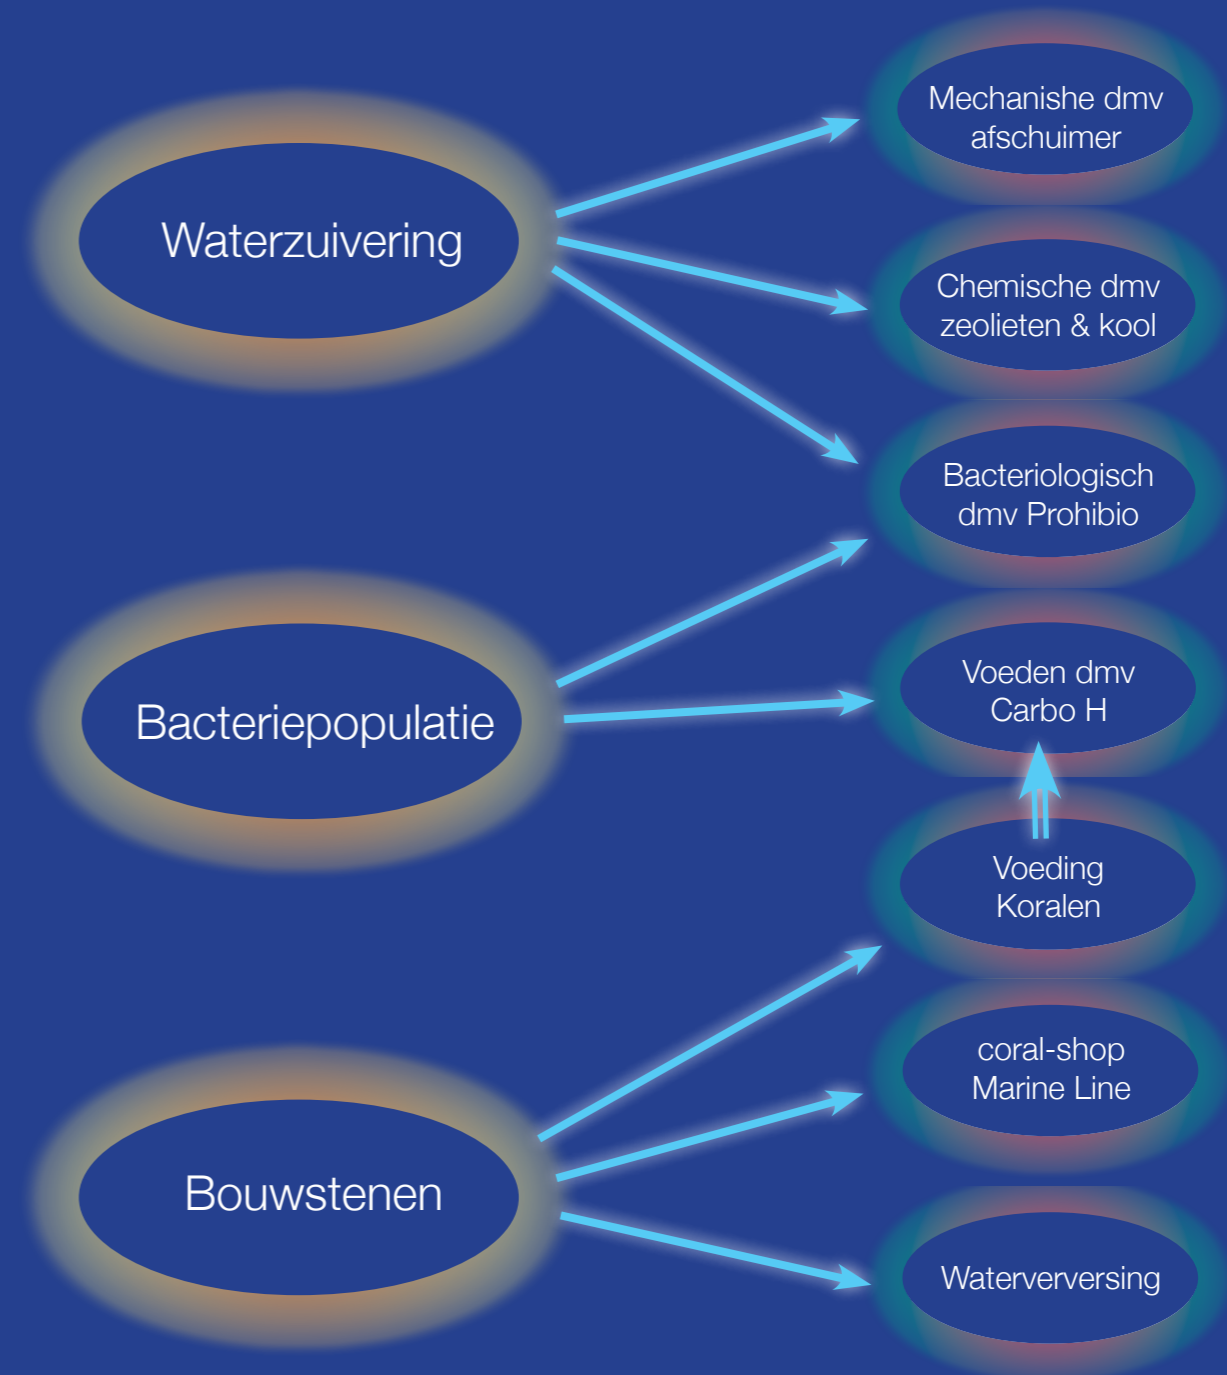 Waterzuivering
Mechanishe dmv
afschuimer
Chemische dmv
zeolieten & kool
Bacteriologisch
dmv Prohibio
Bacteriepopulatie
Voeden dmv
Carbo H
Voeding
Koralen
Bouwstenen
coral-shop
Marine Line
Waterverversing